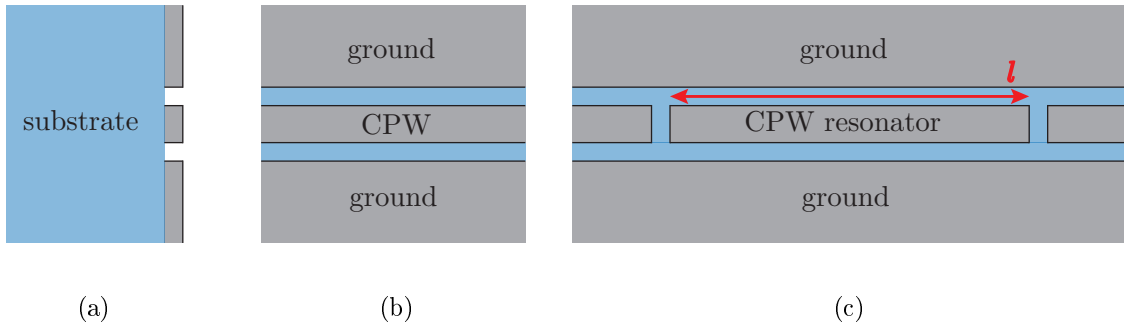 substrate
ground
CPW
ground
ground
l
CPW resonator
ground
(a)
(b)
(c)